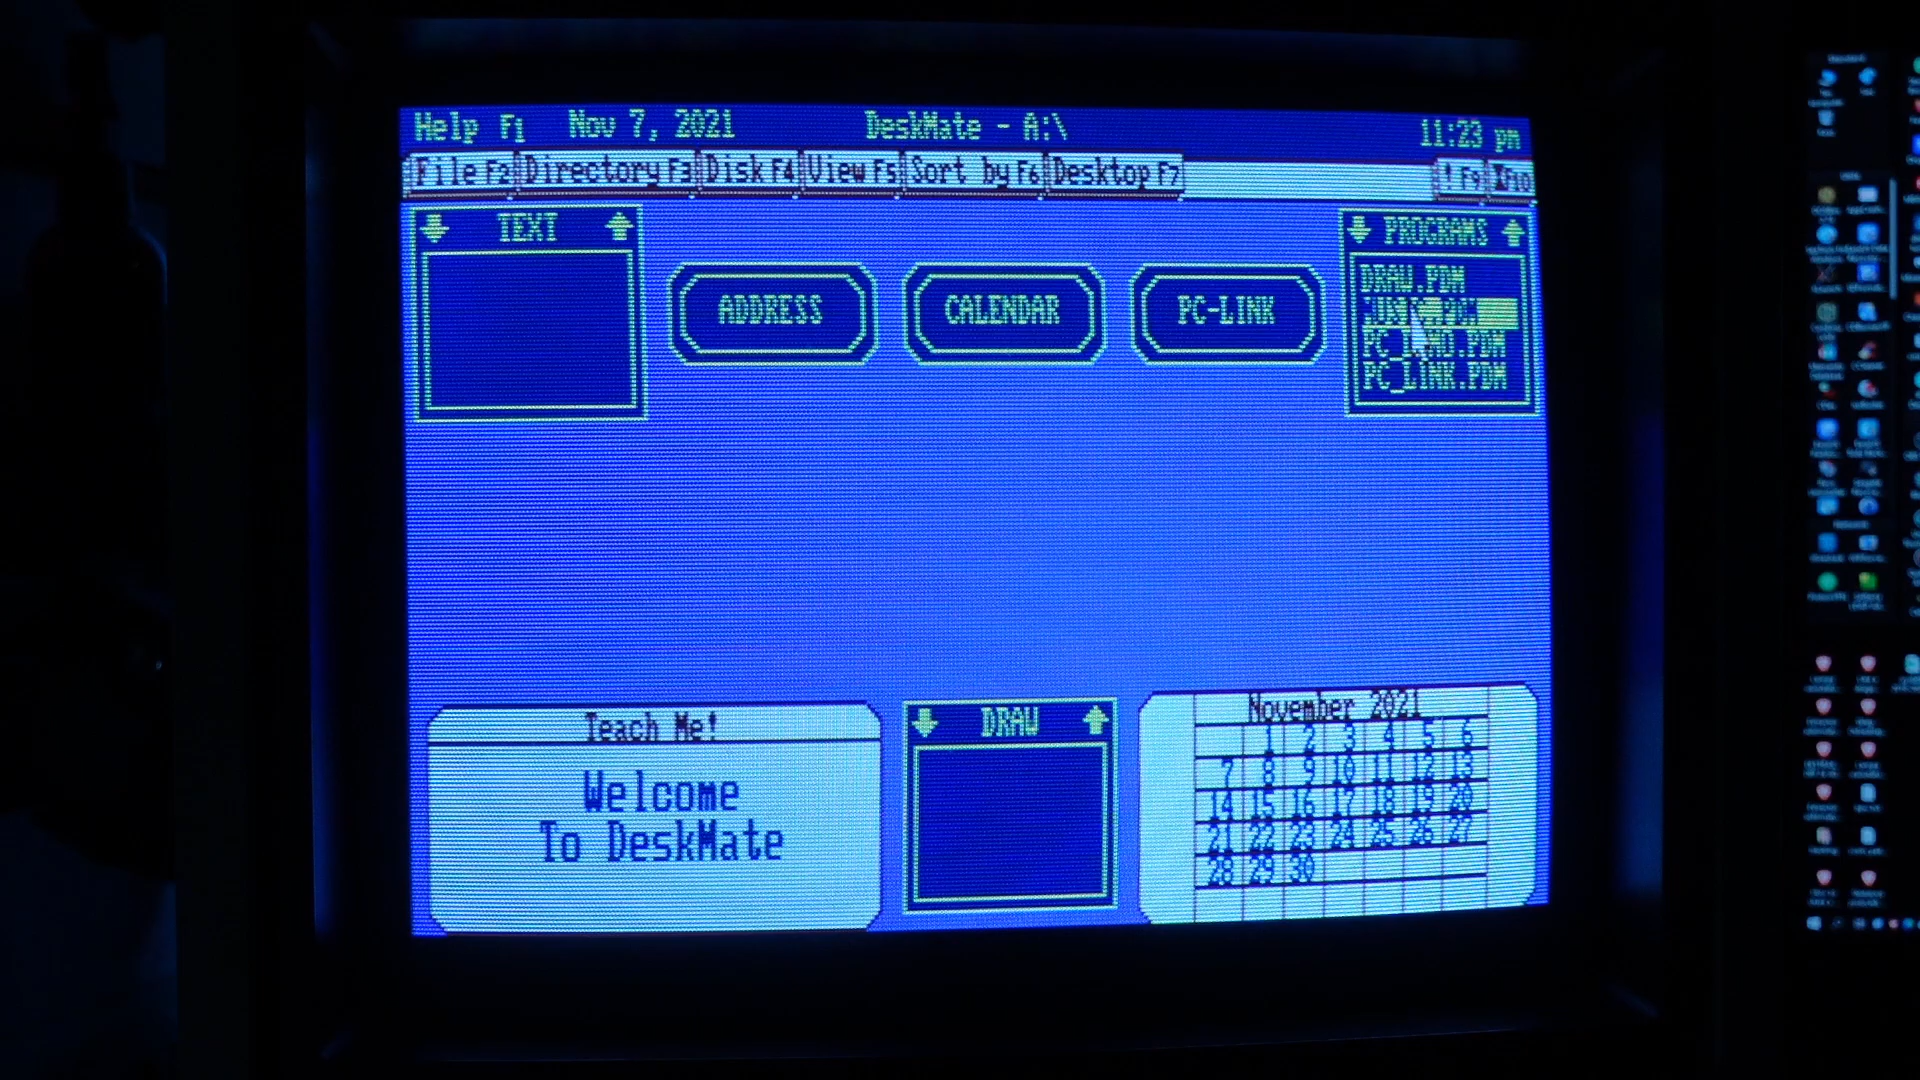 Help F1 Nov 7, 2021 DeskMate - A:\ 11:23 pm
File F2 Directory F3 Disk F4 View F5 Sort by F6 Desktop F7 ! F9 F10
TEXT
ADDRESS
CALENDAR
PC-LINK
PROGRAMS
DRAW.PDM
PC_LINK.PDM
Teach Me!
Welcome
To DeskMate
DRAW
November 2021
1 2 3 4 5 6
7 8 9 10 11 12 13
14 15 16 17 18 19 20
21 22 23 24 25 26 27
28 29 30